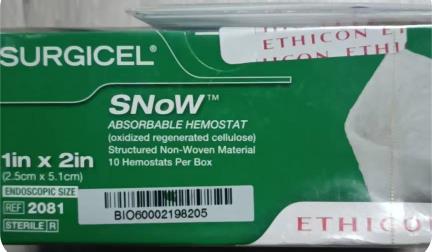 SURGICEL®
ETHICON ETHI
SNoW™
ABSORBABLE HEMOSTAT
(oxidized regenerated cellulose)
Structured Non-Woven Material
10 Hemostats Per Box
1in x 2in
(2.5cm x 5.1cm)
ENDOSCOPIC SIZE
REF 2081
STERILE R
BIO60002198205
ETHICO